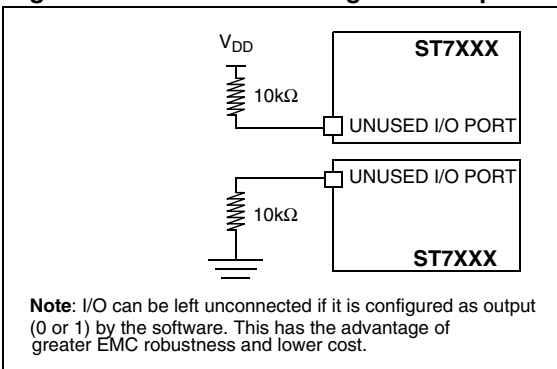 V_DD
ST7XXX
10kΩ
UNUSED I/O PORT
UNUSED I/O PORT
10kΩ
ST7XXX
Note: I/O can be left unconnected if it is configured as output
(0 or 1) by the software. This has the advantage of
greater EMC robustness and lower cost.